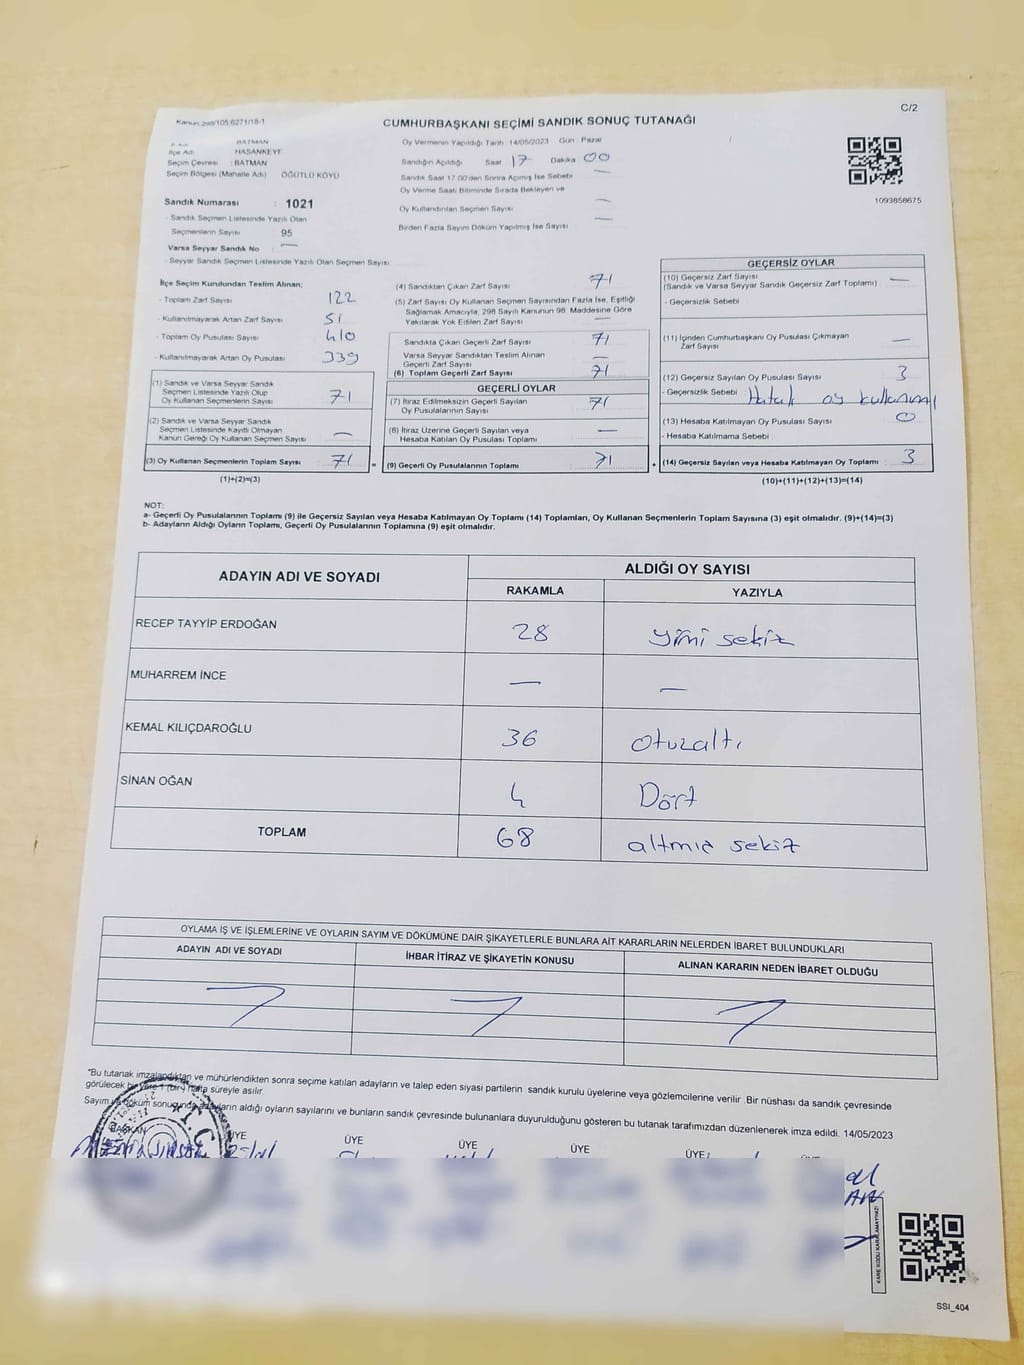 C/2
Kanun: 298/105,6271/18-1
CUMHURBAŞKANI SEÇİMİ SANDIK SONUÇ TUTANAĞI
İl Adı BATMAN
İlçe Adı HASANKEYF
Seçim Çevresi : BATMAN
Seçim Bölgesi (Mahalle Adı) ÖĞÜTLÜ KÖYÜ
Sandık Numarası : 1021
- Sandık Seçmen Listesinde Yazılı Olan
Seçmenlerin Sayısı 95
Varsa Seyyar Sandık No : —
- Seyyar Sandık Seçmen Listesinde Yazılı Olan Seçmen Sayısı
Oy Vermenin Yapıldığı Tarih 14/05/2023 Gün Pazar
Sandığın Açıldığı Saat 17 Dakika 00
Sandık Saat 17.00'den Sonra Açılmış İse Sebebi —
Oy Verme Saati Bitiminde Sırada Bekleyen ve
Oy Kullandırılan Seçmen Sayısı —
Birden Fazla Sayım Döküm Yapılmış İse Sayısı —
1093858675
İlçe Seçim Kurulundan Teslim Alınan;
- Toplam Zarf Sayısı 122
- Kullanılmayarak Artan Zarf Sayısı 51
- Toplam Oy Pusulası Sayısı 410
- Kullanılmayarak Artan Oy Pusulası 339
(1) Sandık ve Varsa Seyyar Sandık
Seçmen Listesinde Yazılı Olup
Oy Kullanan Seçmenlerin Sayısı 71
(2) Sandık ve Varsa Seyyar Sandık
Seçmen Listesinde Kayıtlı Olmayan
Kanun Gereği Oy Kullanan Seçmen Sayısı —
(3) Oy Kullanan Seçmenlerin Toplam Sayısı 71 =
(1)+(2)=(3)
(4) Sandıktan Çıkan Zarf Sayısı 71
(5) Zarf Sayısı Oy Kullanan Seçmen Sayısından Fazla İse, Eşitliği
Sağlamak Amacıyla, 298 Sayılı Kanunun 98. Maddesine Göre
Yakılarak Yok Edilen Zarf Sayısı —
Sandıkta Çıkan Geçerli Zarf Sayısı 71
Varsa Seyyar Sandıktan Teslim Alınan
Geçerli Zarf Sayısı —
(6) Toplam Geçerli Zarf Sayısı 71
GEÇERLİ OYLAR
(7) İtiraz Edilmeksizin Geçerli Sayılan
Oy Pusulalarının Sayısı 71
(8) İtiraz Üzerine Geçerli Sayılan veya
Hesaba Katılan Oy Pusulası Toplamı —
(9) Geçerli Oy Pusulalarının Toplamı 71 +
GEÇERSİZ OYLAR
(10) Geçersiz Zarf Sayısı —
(Sandık ve Varsa Seyyar Sandık Geçersiz Zarf Toplamı)
- Geçersizlik Sebebi
(11) İçinden Cumhurbaşkanı Oy Pusulası Çıkmayan
Zarf Sayısı —
(12) Geçersiz Sayılan Oy Pusulası Sayısı 3
- Geçersizlik Sebebi Hatalı oy kullanımı
(13) Hesaba Katılmayan Oy Pusulası Sayısı 0
- Hesaba Katılmama Sebebi
(14) Geçersiz Sayılan veya Hesaba Katılmayan Oy Toplamı 3
(10)+(11)+(12)+(13)=(14)
NOT:
a- Geçerli Oy Pusulalarının Toplamı (9) ile Geçersiz Sayılan veya Hesaba Katılmayan Oy Toplamı (14) Toplamları, Oy Kullanan Seçmenlerin Toplam Sayısına (3) eşit olmalıdır. (9)+(14)=(3)
b- Adayların Aldığı Oyların Toplamı, Geçerli Oy Pusulalarının Toplamına (9) eşit olmalıdır.
ADAYIN ADI VE SOYADI
ALDIĞI OY SAYISI
RAKAMLA YAZIYLA
RECEP TAYYİP ERDOĞAN 28 yimi sekiz
MUHARREM İNCE — —
KEMAL KILIÇDAROĞLU 36 otuzaltı
SİNAN OĞAN 4 Dört
TOPLAM 68 altmış sekiz
OYLAMA İŞ VE İŞLEMLERİNE VE OYLARIN SAYIM VE DÖKÜMÜNE DAİR ŞİKAYETLERLE BUNLARA AİT KARARLARIN NELERDEN İBARET BULUNDUKLARI
ADAYIN ADI VE SOYADI İHBAR İTİRAZ VE ŞİKAYETİN KONUSU ALINAN KARARIN NEDEN İBARET OLDUĞU
"Bu tutanak imzalandıktan ve mühürlendikten sonra seçime katılan adayların ve talep eden siyasi partilerin sandık kurulu üyelerine veya gözlemcilerine verilir .Bir nüshası da sandık çevresinde
görülecek bir yere 1 (bir) hafta süreyle asılır.
Sayım ve döküm sonucunda adayların aldığı oyların sayılarını ve bunların sandık çevresinde bulunanlara duyurulduğunu gösteren bu tutanak tarafımızdan düzenlenerek imza edildi. 14/05/2023
BAŞKAN ÜYE ÜYE ÜYE ÜYE ÜYE
T.C.
KARE KODU KARALAMAYINIZ!
SSI_404